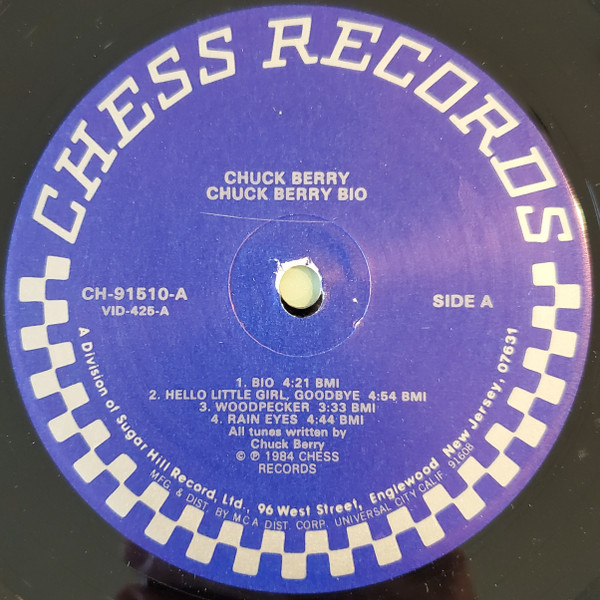 CHESS RECORDS
CHUCK BERRY
CHUCK BERRY BIO
CH-91510-A
VID-425-A
SIDE A
1. BIO 4:21 BMI
2. HELLO LITTLE GIRL, GOODBYE 4:54 BMI
3. WOODPECKER 3:33 BMI
4. RAIN EYES 4:44 BMI
All tunes written by
Chuck Berry
© ℗ 1984 CHESS
RECORDS
A Division of Sugar Hill Record, Ltd., 96 West Street, Englewood New Jersey, 07631
MFG. & DIST. BY MCA DIST. CORP. UNIVERSAL CITY CALIF. 91608